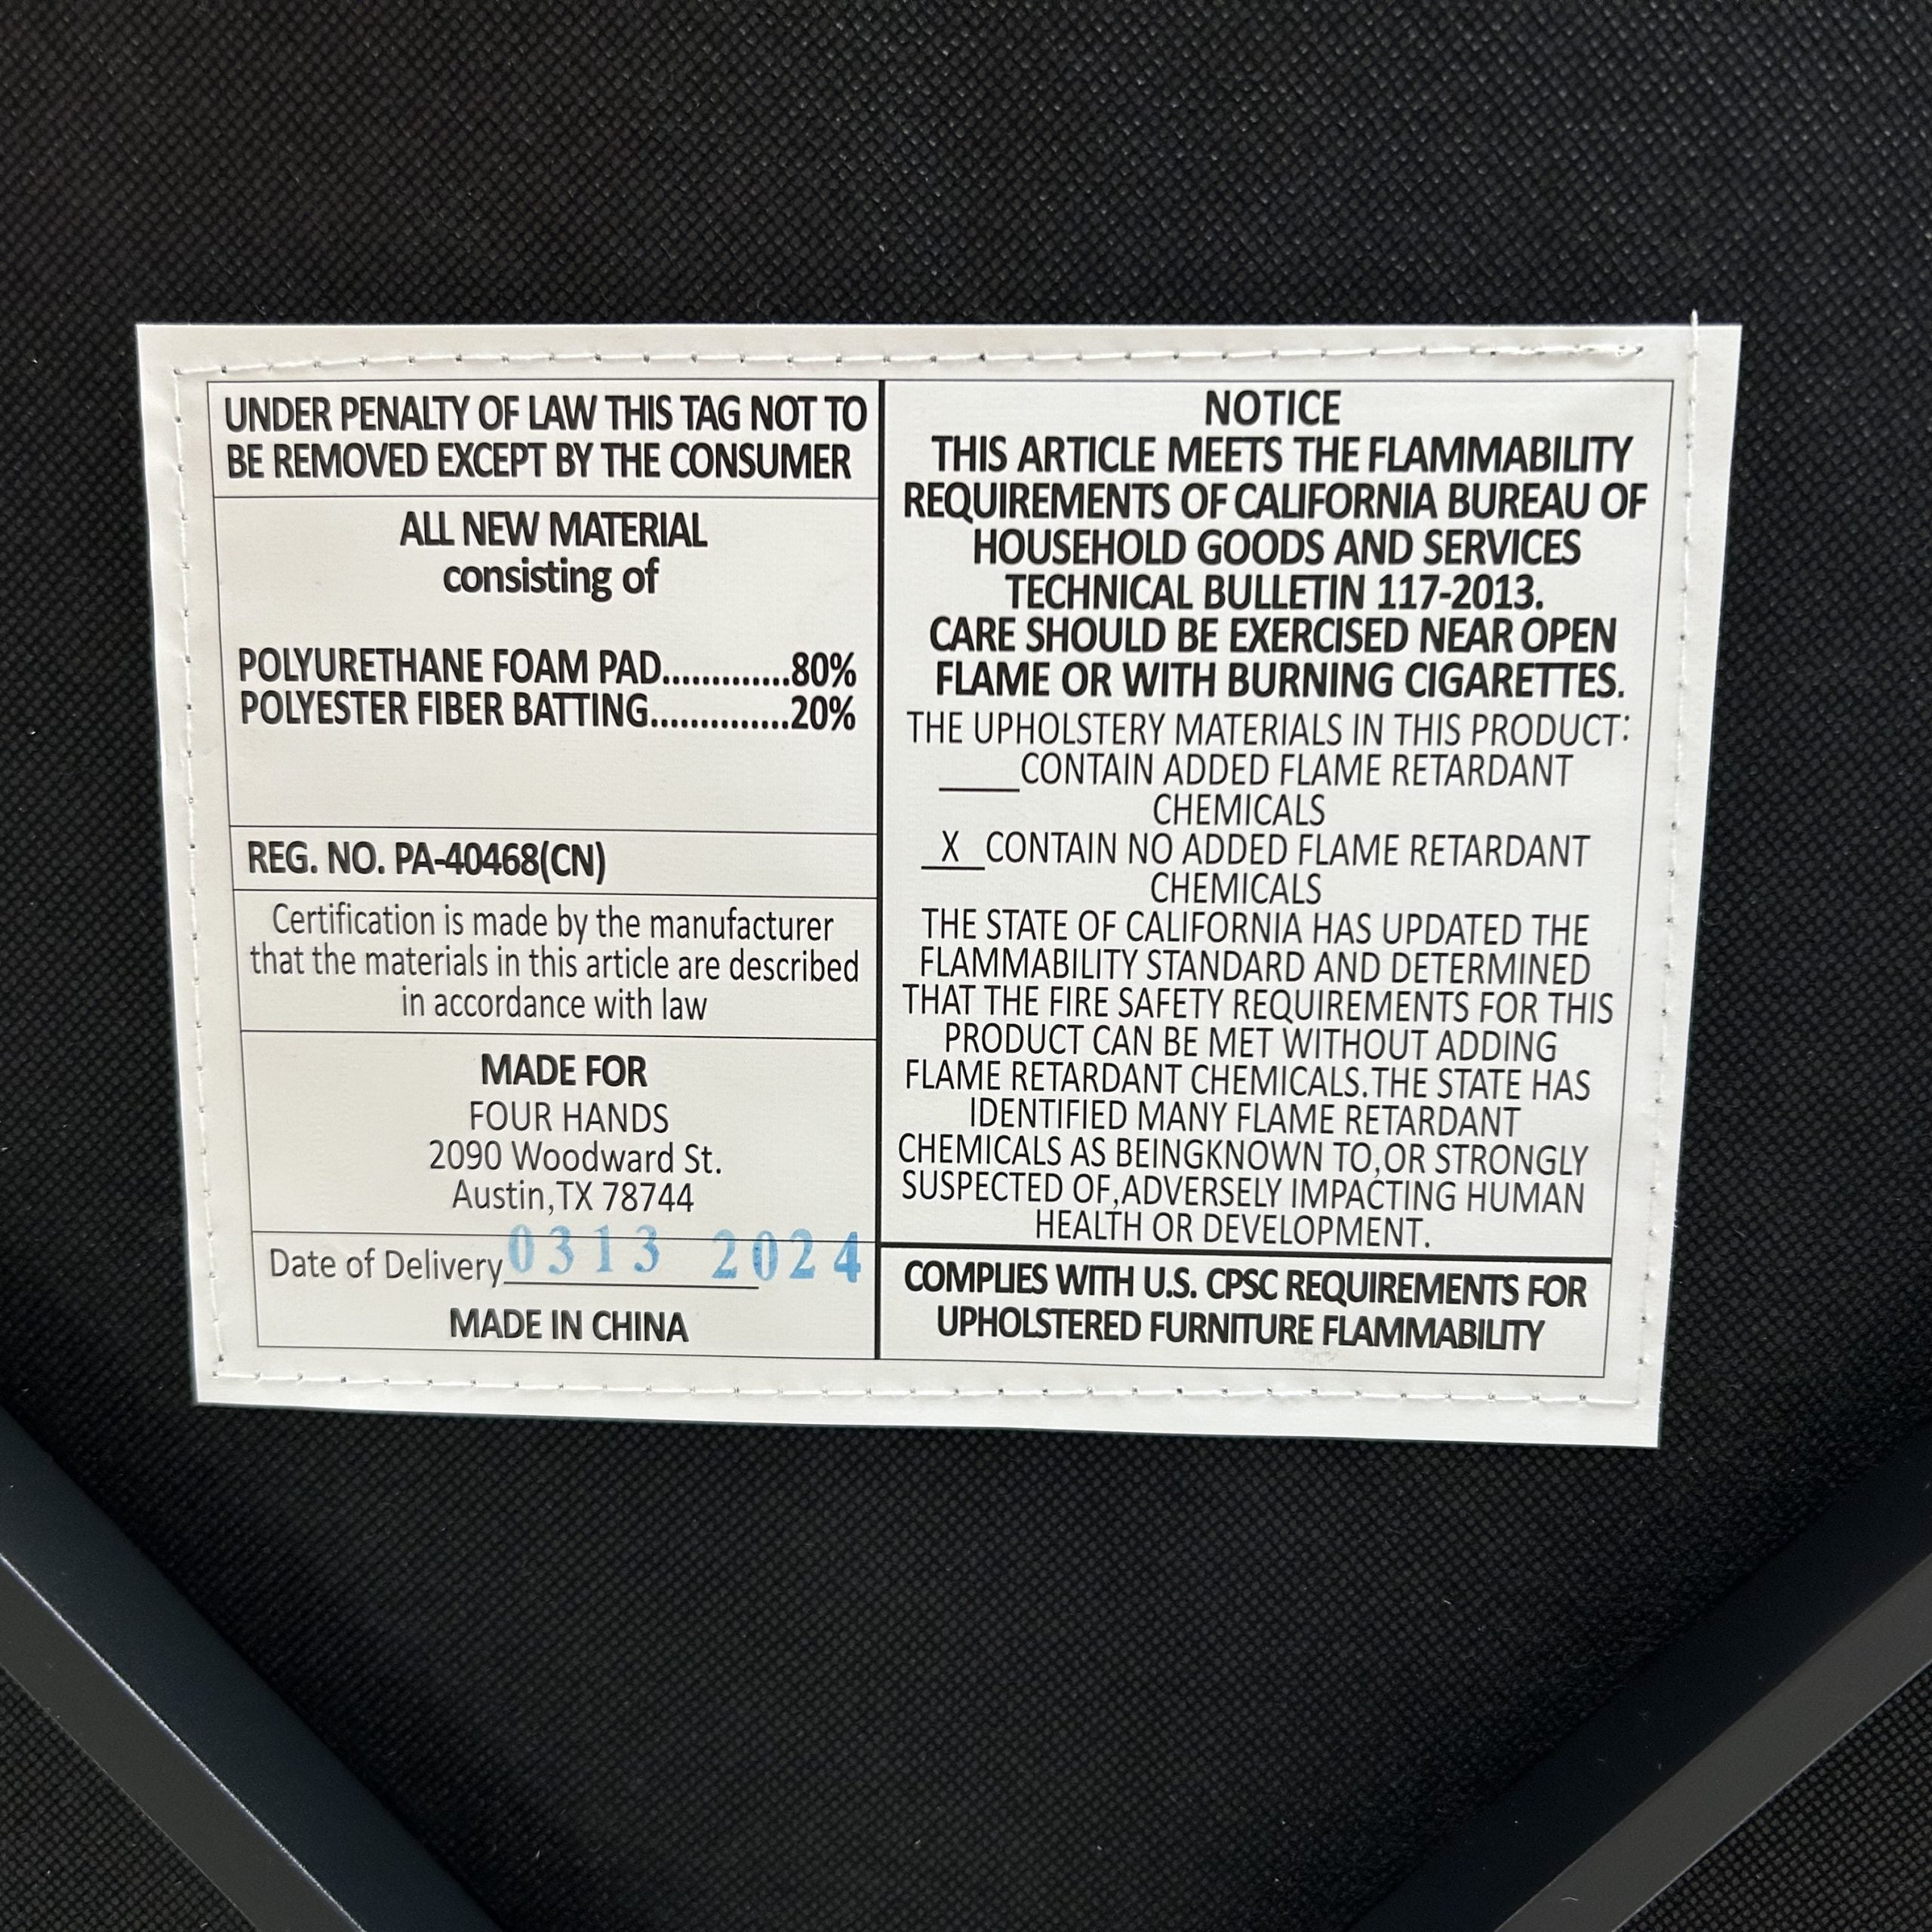 UNDER PENALTY OF LAW THIS TAG NOT TO
BE REMOVED EXCEPT BY THE CONSUMER
ALL NEW MATERIAL
consisting of
POLYURETHANE FOAM PAD.............80%
POLYESTER FIBER BATTING..............20%
REG. NO. PA-40468(CN)
Certification is made by the manufacturer
that the materials in this article are described
in accordance with law
MADE FOR
FOUR HANDS
2090 Woodward St.
Austin,TX 78744
Date of Delivery 0313 2024
MADE IN CHINA
NOTICE
THIS ARTICLE MEETS THE FLAMMABILITY
REQUIREMENTS OF CALIFORNIA BUREAU OF
HOUSEHOLD GOODS AND SERVICES
TECHNICAL BULLETIN 117-2013.
CARE SHOULD BE EXERCISED NEAR OPEN
FLAME OR WITH BURNING CIGARETTES.
THE UPHOLSTERY MATERIALS IN THIS PRODUCT:
____CONTAIN ADDED FLAME RETARDANT
CHEMICALS
_X_CONTAIN NO ADDED FLAME RETARDANT
CHEMICALS
THE STATE OF CALIFORNIA HAS UPDATED THE
FLAMMABILITY STANDARD AND DETERMINED
THAT THE FIRE SAFETY REQUIREMENTS FOR THIS
PRODUCT CAN BE MET WITHOUT ADDING
FLAME RETARDANT CHEMICALS.THE STATE HAS
IDENTIFIED MANY FLAME RETARDANT
CHEMICALS AS BEINGKNOWN TO,OR STRONGLY
SUSPECTED OF,ADVERSELY IMPACTING HUMAN
HEALTH OR DEVELOPMENT.
COMPLIES WITH U.S. CPSC REQUIREMENTS FOR
UPHOLSTERED FURNITURE FLAMMABILITY